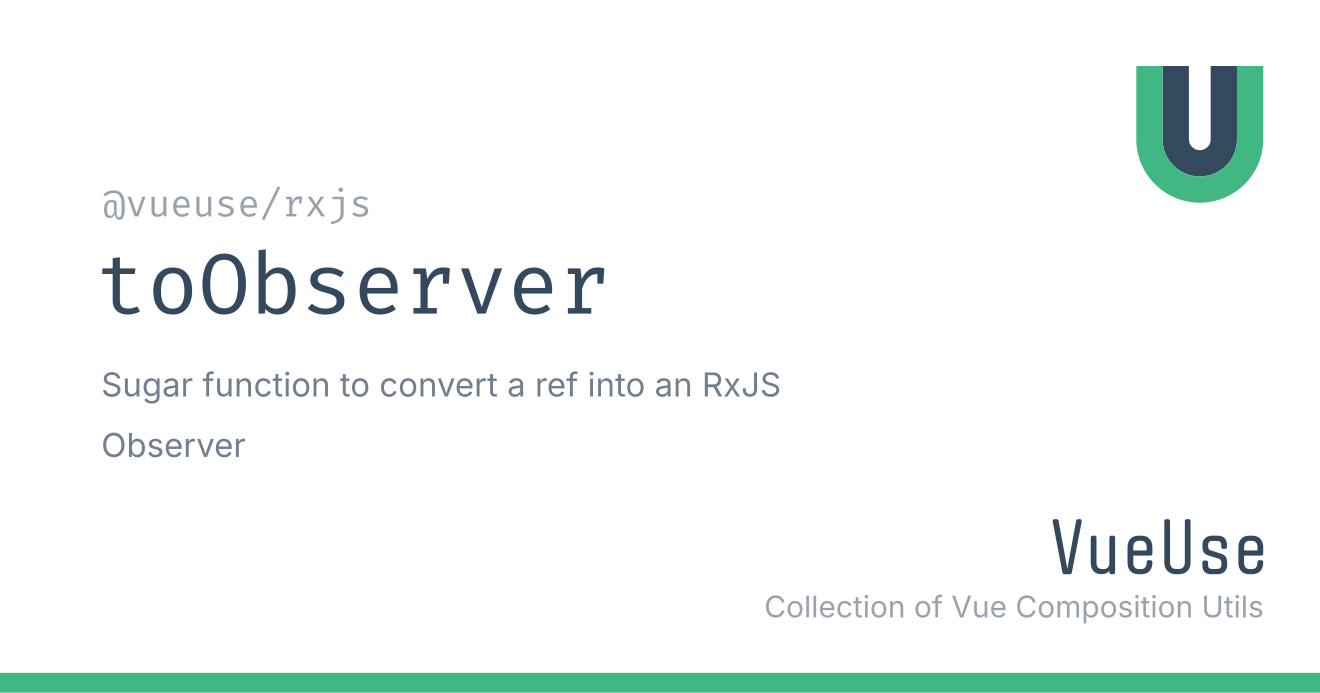 @vueuse/rxjs
toObserver
Sugar function to convert a ref into an RxJS
Observer
VueUse
Collection of Vue Composition Utils